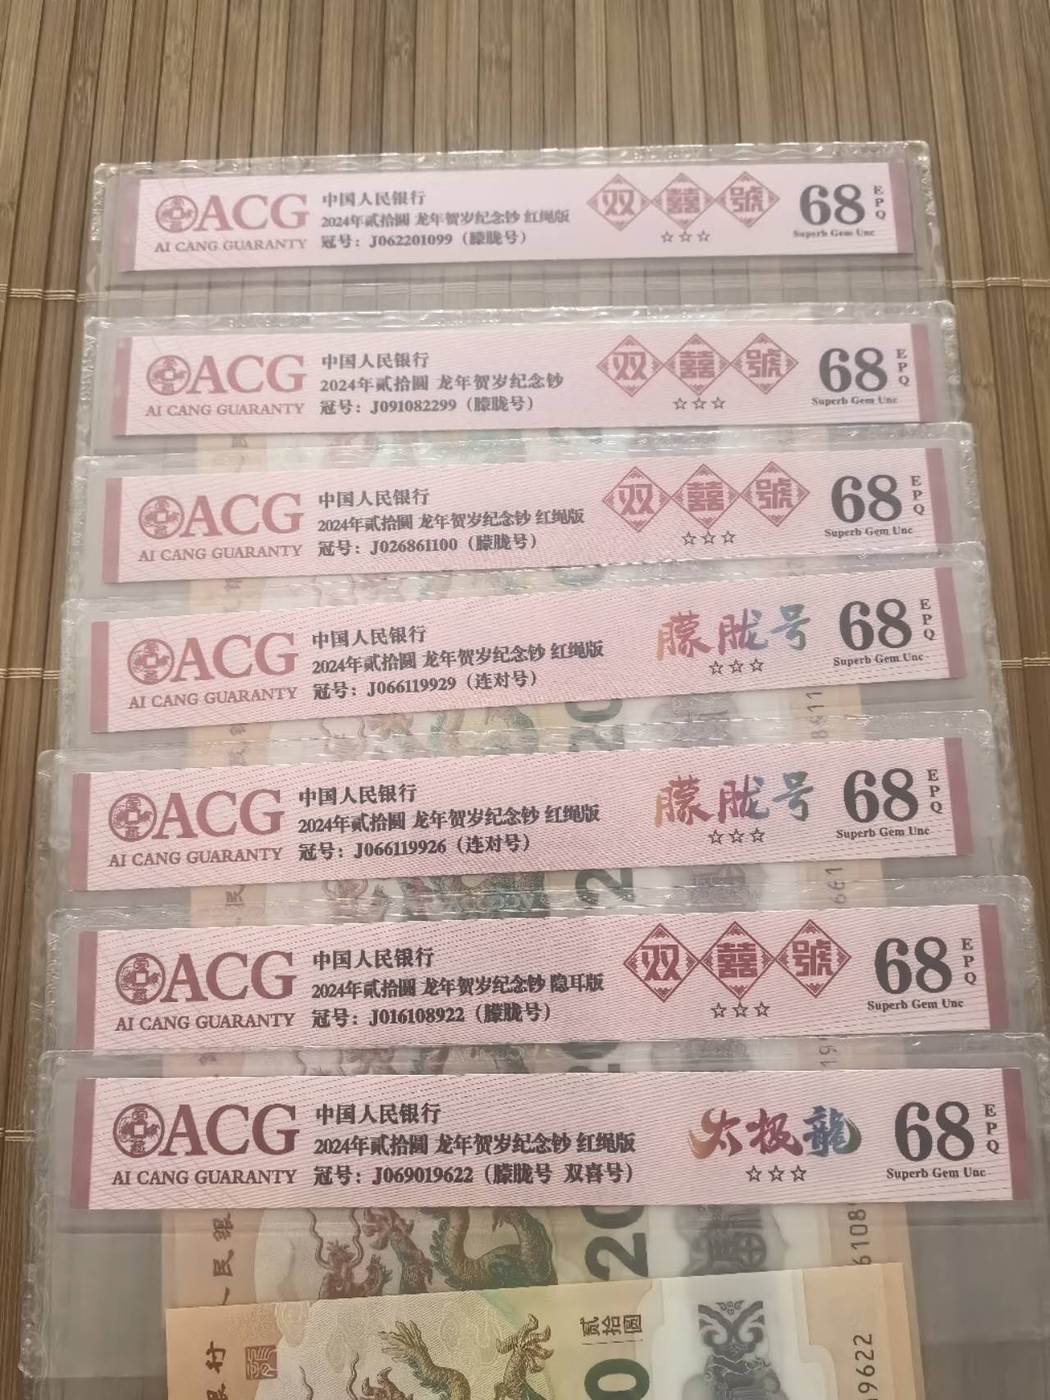 ACG
AI CANG GUARANTY
中国人民银行
2024年贰拾圆 龙年贺岁纪念钞 红绳版
冠号：J062201099（朦胧号）
双囍號
☆☆☆
68
EPQ
Superb Gem Unc
ACG
AI CANG GUARANTY
中国人民银行
2024年贰拾圆 龙年贺岁纪念钞
冠号：J091082299（朦胧号）
双囍號
☆☆☆
68
EPQ
Superb Gem Unc
ACG
AI CANG GUARANTY
中国人民银行
2024年贰拾圆 龙年贺岁纪念钞 红绳版
冠号：J026861100（朦胧号）
双囍號
☆☆☆
68
EPQ
Superb Gem Unc
ACG
AI CANG GUARANTY
中国人民银行
2024年贰拾圆 龙年贺岁纪念钞 红绳版
冠号：J066119929（连对号）
朦胧号
☆☆☆
68
EPQ
Superb Gem Unc
ACG
AI CANG GUARANTY
中国人民银行
2024年贰拾圆 龙年贺岁纪念钞 红绳版
冠号：J066119926（连对号）
朦胧号
☆☆☆
68
EPQ
Superb Gem Unc
ACG
AI CANG GUARANTY
中国人民银行
2024年贰拾圆 龙年贺岁纪念钞 隐耳版
冠号：J016108922（朦胧号）
双囍號
☆☆☆
68
EPQ
Superb Gem Unc
ACG
AI CANG GUARANTY
中国人民银行
2024年贰拾圆 龙年贺岁纪念钞 红绳版
冠号：J069019622（朦胧号 双喜号）
太极龍
☆☆☆
68
EPQ
Superb Gem Unc
人民银
20
6108
银行
贰拾圆
0
9622